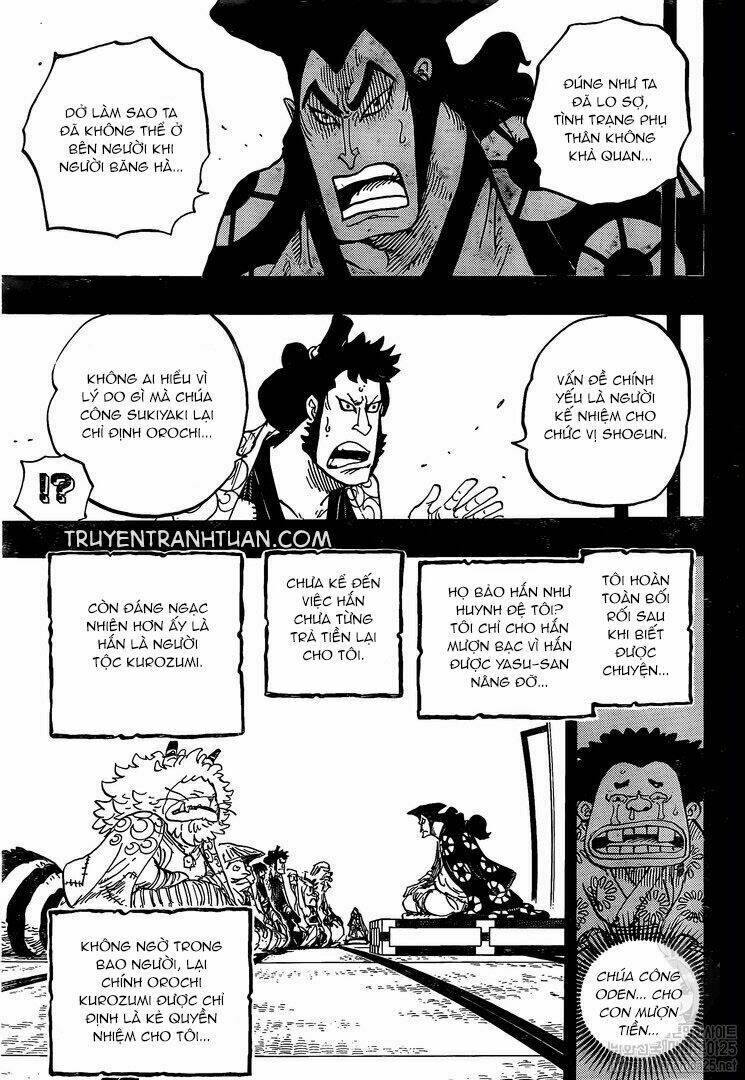 ĐÚNG NHƯ TA
ĐÃ LO SỢ,
TÌNH TRẠNG PHỤ
THÂN KHÔNG
KHẢ QUAN...
DỞ LÀM SAO TA
ĐÃ KHÔNG THỂ Ở
BÊN NGƯỜI KHI
NGƯỜI BĂNG HÀ...
VẤN ĐỀ CHÍNH
YẾU LÀ NGƯỜI
KẾ NHIỆM CHO
CHỨC VỊ SHOGUN.
KHÔNG AI HIỂU VÌ
LÝ DO GÌ MÀ CHÚA
CÔNG SUKIYAKI LẠI
CHỈ ĐỊNH OROCHI...
!?
TRUYENTRANHTUAN.COM
TÔI HOÀN
TOÀN BỐI
RỐI SAU
KHI BIẾT
ĐƯỢC
CHUYỆN...
HỌ BẢO HẮN NHƯ
HUYNH ĐỆ TÔI?
TÔI CHỈ CHO HẮN
MƯỢN BẠC VÌ HẮN
ĐƯỢC YASU-SAN
NÂNG ĐỠ...
CHƯA KỂ ĐẾN
VIỆC HẮN
CHƯA TỪNG
TRẢ TIỀN LẠI
CHO TÔI.
CÒN ĐÁNG NGẠC
NHIÊN HƠN ẤY LÀ
HẮN LÀ NGƯỜI
TỘC KUROZUMI.
CHÚA CÔNG
ODEN... CHO
CON MƯỢN
TIỀN...
KHÔNG NGỜ TRONG
BAO NGƯỜI, LẠI
CHÍNH OROCHI
KUROZUMI ĐƯỢC CHỈ
ĐỊNH LÀ KẺ QUYỀN
NHIỆM CHO TÔI...